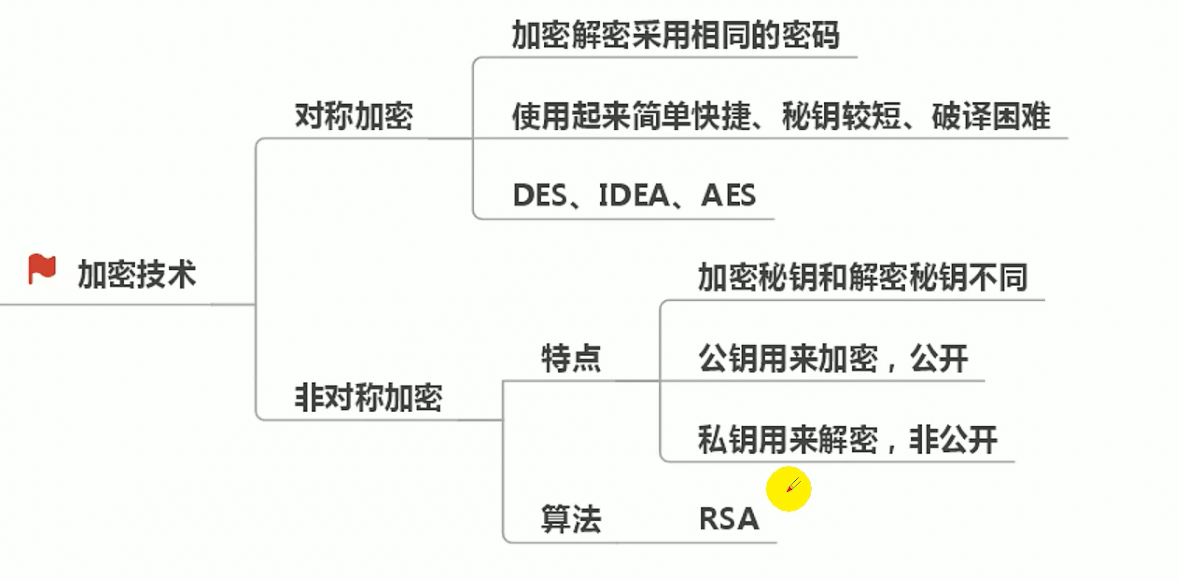 加密技术
对称加密
加密解密采用相同的密码
使用起来简单快捷、秘钥较短、破译困难
DES、IDEA、AES
非对称加密
特点
加密秘钥和解密秘钥不同
公钥用来加密，公开
私钥用来解密，非公开
算法
RSA